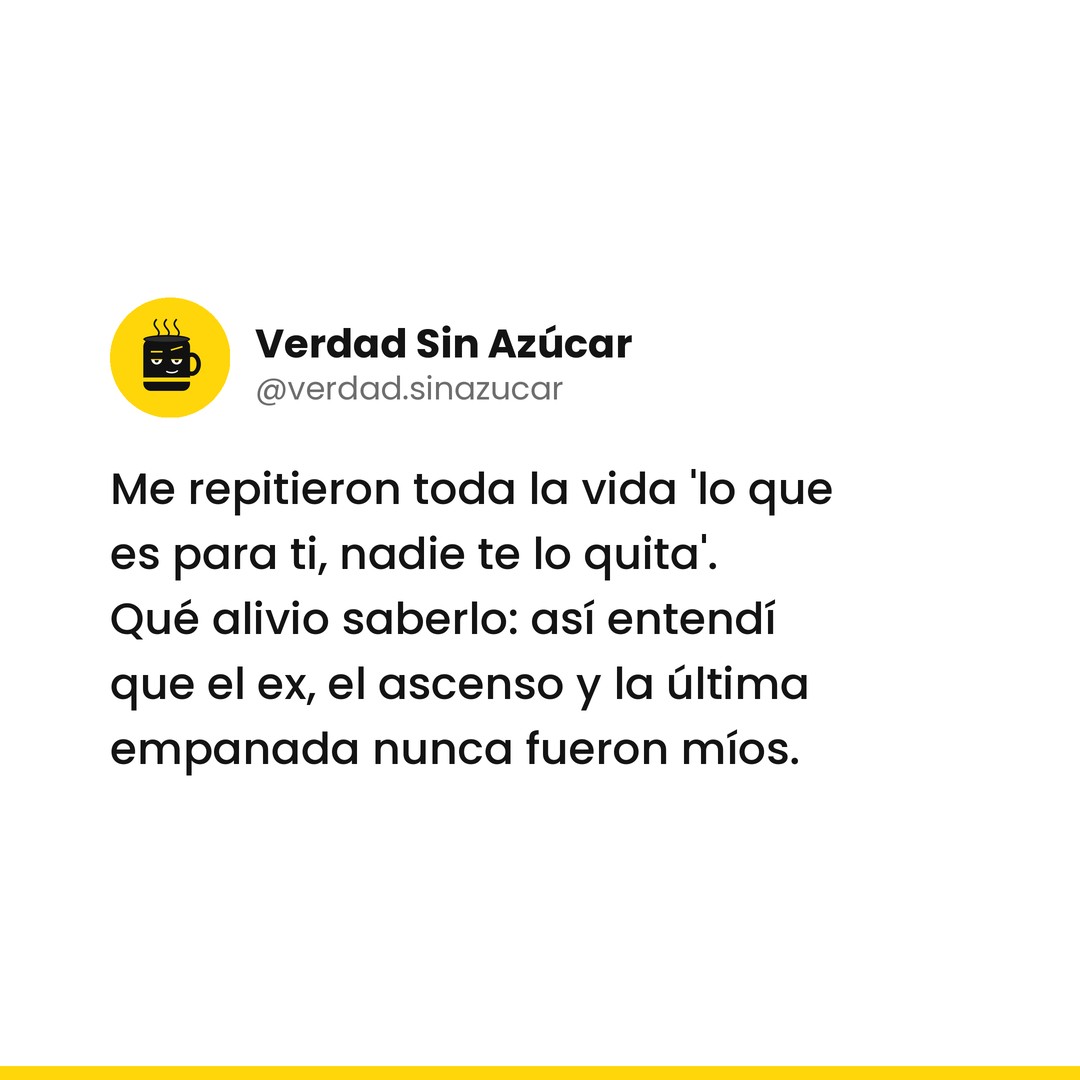 Verdad Sin Azúcar
@verdad.sinazucar
Me repitieron toda la vida 'lo que
es para ti, nadie te lo quita'.
Qué alivio saberlo: así entendí
que el ex, el ascenso y la última
empanada nunca fueron míos.